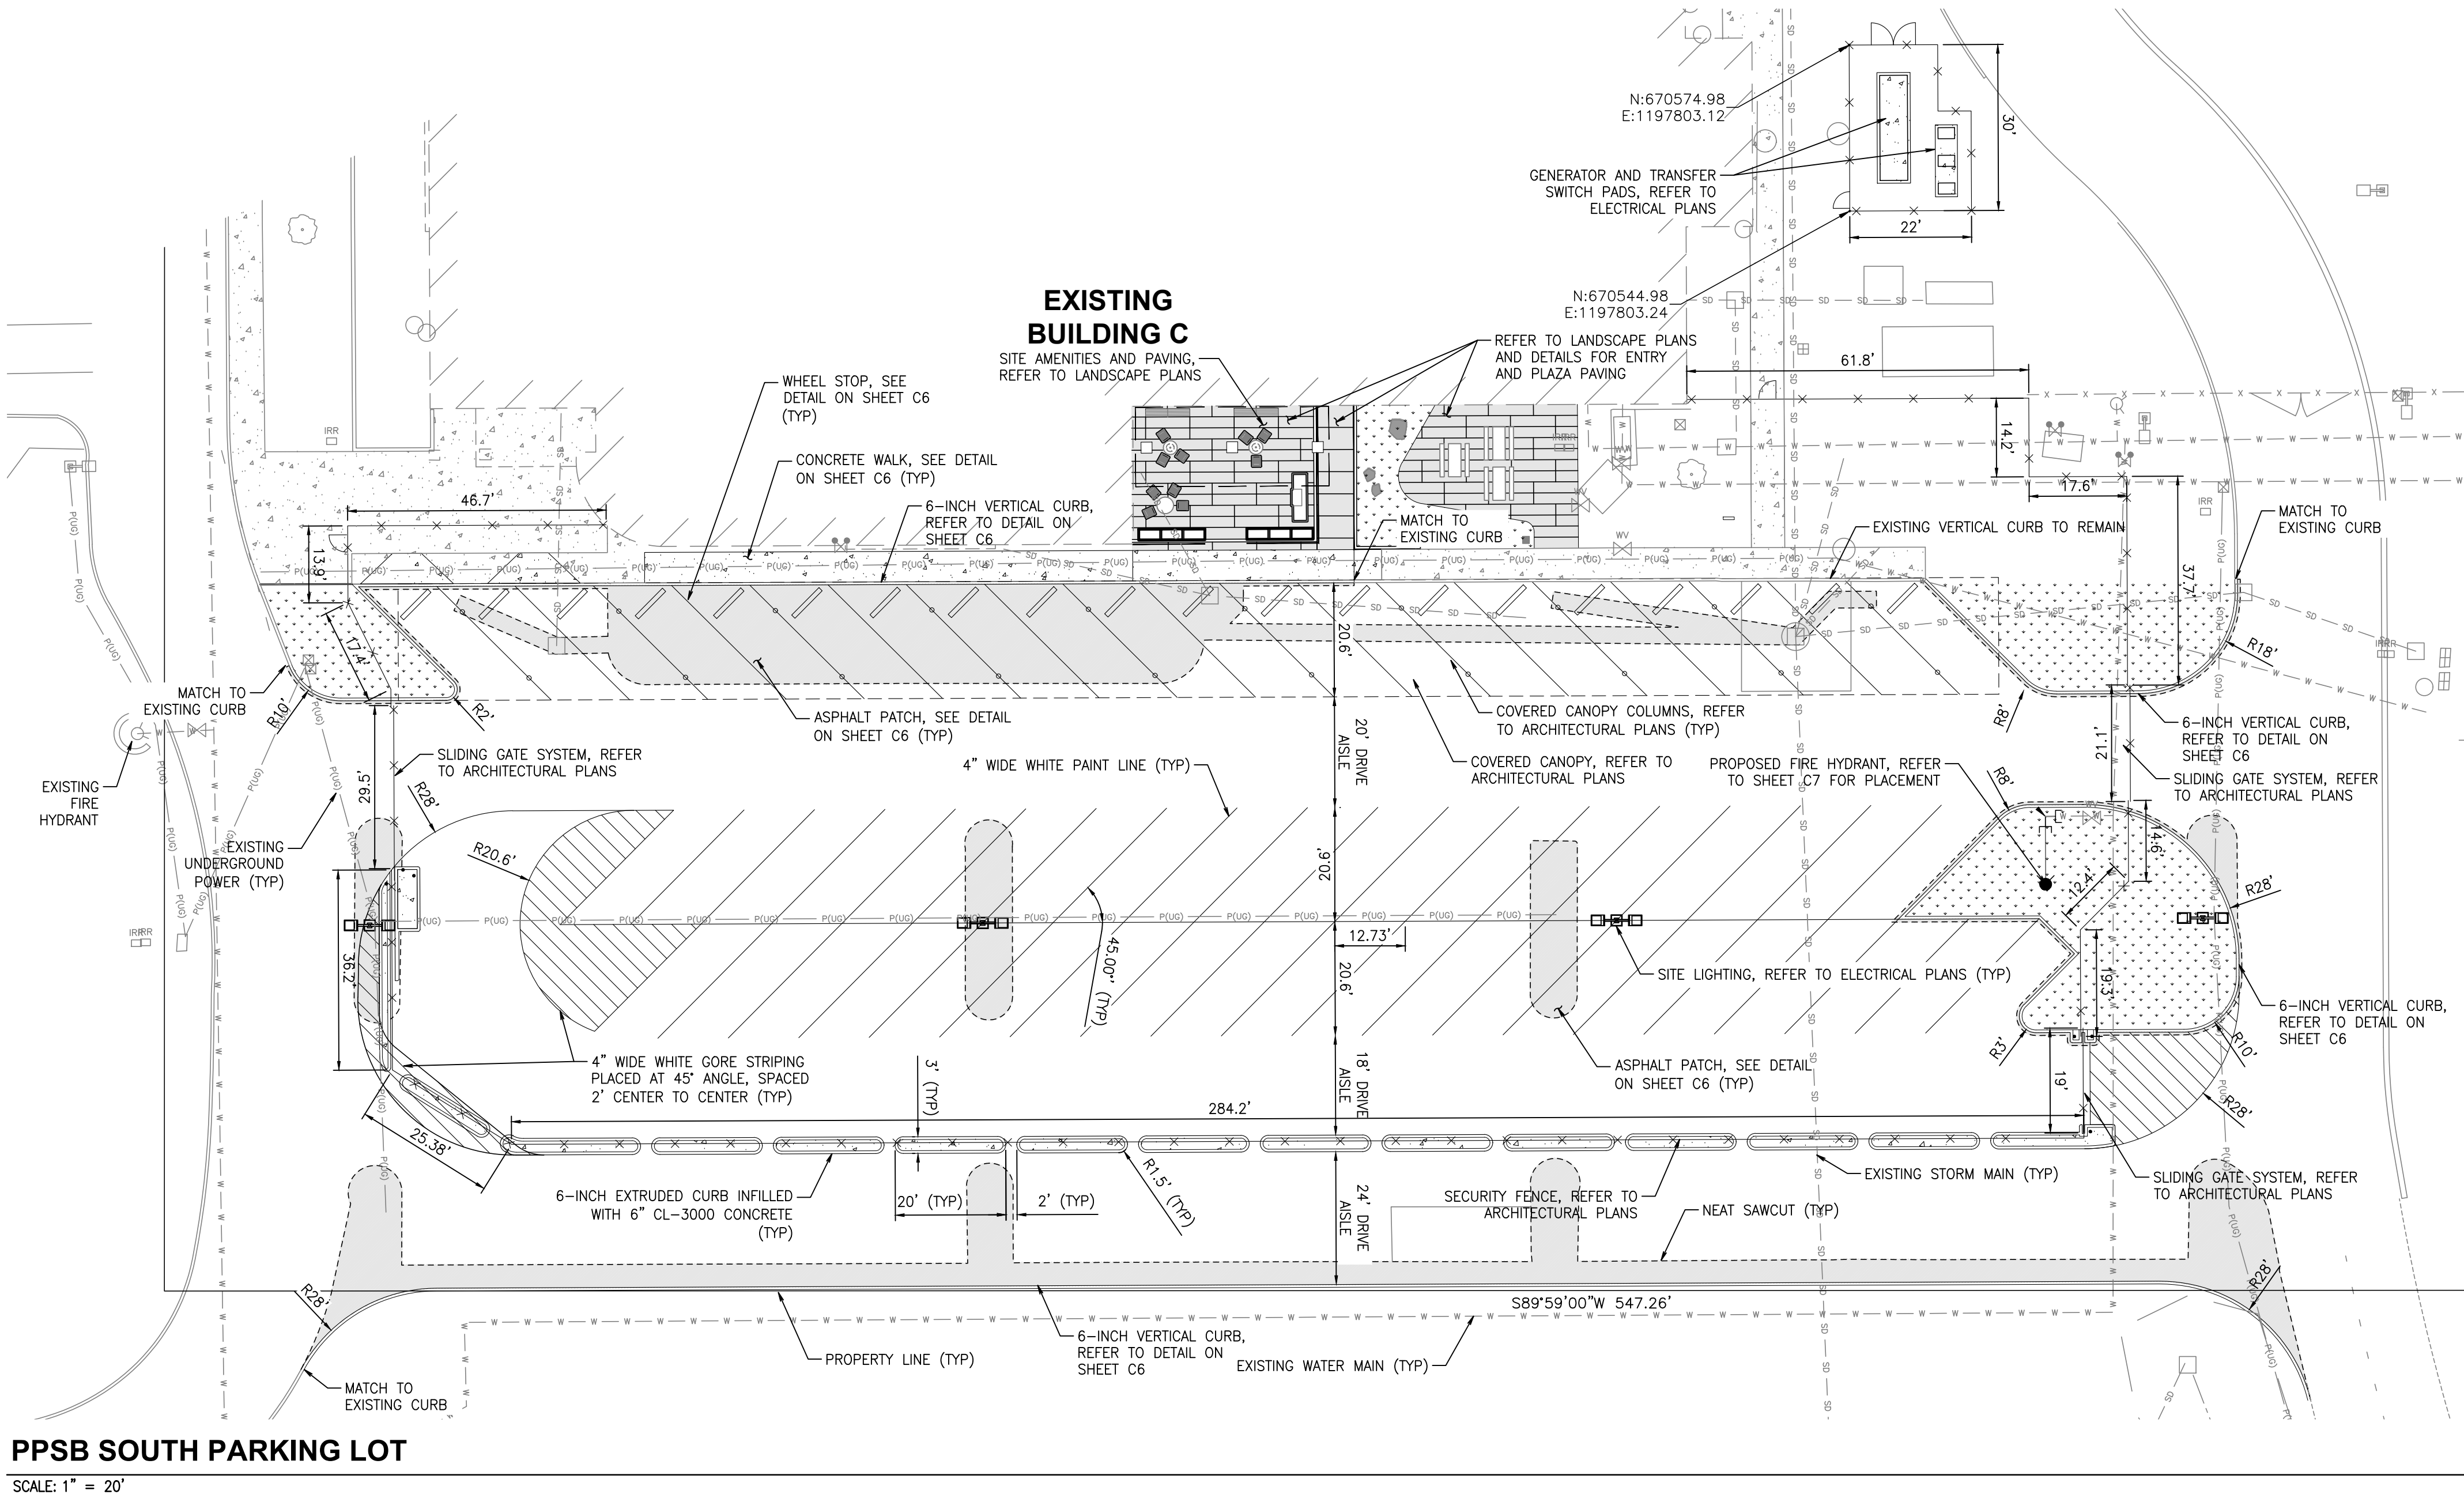 N:670574.98
E:1197803.12
30'
GENERATOR AND TRANSFER
SWITCH PADS, REFER TO
ELECTRICAL PLANS
22'
N:670544.98
E:1197803.24
EXISTING
BUILDING C
SITE AMENITIES AND PAVING,
REFER TO LANDSCAPE PLANS
REFER TO LANDSCAPE PLANS
AND DETAILS FOR ENTRY
AND PLAZA PAVING
61.8'
WHEEL STOP, SEE
DETAIL ON SHEET C6
(TYP)
CONCRETE WALK, SEE DETAIL
ON SHEET C6 (TYP)
6-INCH VERTICAL CURB,
REFER TO DETAIL ON
SHEET C6
MATCH TO
EXISTING CURB
EXISTING VERTICAL CURB TO REMAIN
MATCH TO
EXISTING CURB
IRR
46.7'
13.9'
17.4'
14.2'
17.6'
37.7'
IRR
WV
WV
R18'
20.6'
MATCH TO
EXISTING CURB
R10'
R2'
ASPHALT PATCH, SEE DETAIL
ON SHEET C6 (TYP)
COVERED CANOPY COLUMNS, REFER
TO ARCHITECTURAL PLANS (TYP)
R8'
6-INCH VERTICAL CURB,
REFER TO DETAIL ON
SHEET C6
SLIDING GATE SYSTEM, REFER
TO ARCHITECTURAL PLANS
4" WIDE WHITE PAINT LINE (TYP)
20' DRIVE
AISLE
COVERED CANOPY, REFER TO
ARCHITECTURAL PLANS
PROPOSED FIRE HYDRANT, REFER
TO SHEET C7 FOR PLACEMENT
21.1'
SLIDING GATE SYSTEM, REFER
TO ARCHITECTURAL PLANS
EXISTING
FIRE
HYDRANT
29.5'
R28'
R8'
EXISTING
UNDERGROUND
POWER (TYP)
R20.6'
20.6'
14.6'
12.4'
R28'
P(UG)
P(UG)
P(UG)
P(UG)
P(UG)
P(UG)
P(UG)
36.2'
45.00° (TYP)
12.73'
20.6'
SITE LIGHTING, REFER TO ELECTRICAL PLANS (TYP)
19.3'
6-INCH VERTICAL CURB,
REFER TO DETAIL ON
SHEET C6
4" WIDE WHITE GORE STRIPING
PLACED AT 45° ANGLE, SPACED
2' CENTER TO CENTER (TYP)
3' (TYP)
18' DRIVE
AISLE
ASPHALT PATCH, SEE DETAIL
ON SHEET C6 (TYP)
R3'
R10'
19'
R28'
284.2'
25.38'
6-INCH EXTRUDED CURB INFILLED
WITH 6" CL-3000 CONCRETE
(TYP)
20' (TYP)
2' (TYP)
R1.5' (TYP)
24' DRIVE
AISLE
SECURITY FENCE, REFER TO
ARCHITECTURAL PLANS
EXISTING STORM MAIN (TYP)
NEAT SAWCUT (TYP)
SLIDING GATE SYSTEM, REFER
TO ARCHITECTURAL PLANS
R28'
R28'
S89°59'00"W 547.26'
PROPERTY LINE (TYP)
6-INCH VERTICAL CURB,
REFER TO DETAIL ON
SHEET C6
EXISTING WATER MAIN (TYP)
MATCH TO
EXISTING CURB
PPSB SOUTH PARKING LOT
SCALE: 1" = 20'